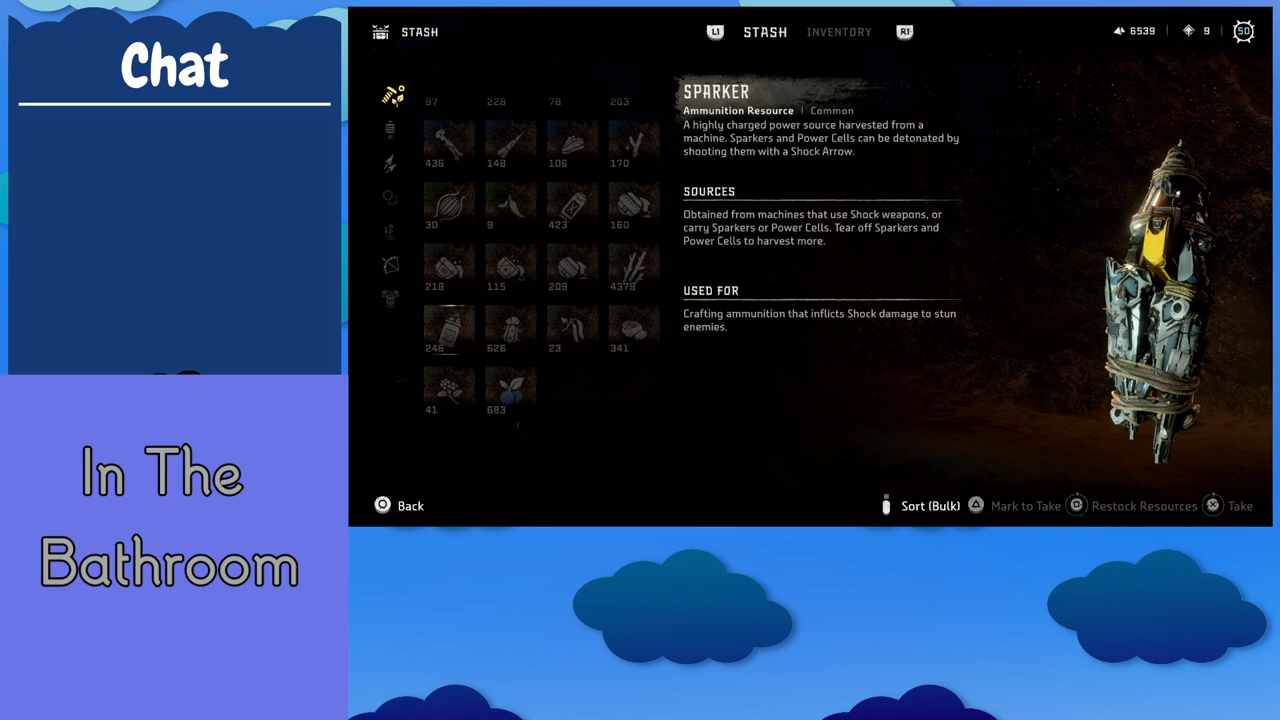 Chat
In The
Bathroom
STASH
L1 STASH INVENTORY R1
6539 9 50
97 228 78 203
436 148 106 170
30 9 423 160
218 115 209 4379
246 626 23 341
41 683
SPARKER
Ammunition Resource | Common
A highly charged power source harvested from a
machine. Sparkers and Power Cells can be detonated by
shooting them with a Shock Arrow.
SOURCES
Obtained from machines that use Shock weapons, or
carry Sparkers or Power Cells. Tear off Sparkers and
Power Cells to harvest more.
USED FOR
Crafting ammunition that inflicts Shock damage to stun
enemies.
Back
Sort (Bulk) Mark to Take Restock Resources Take